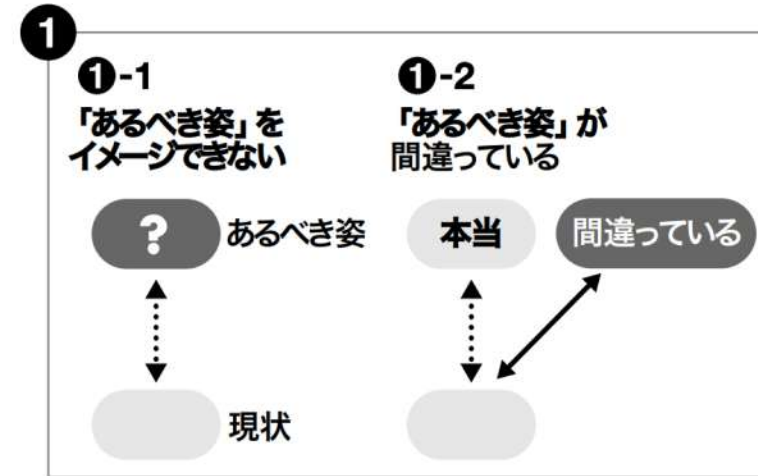 ❶
❶-1
「あるべき姿」を
イメージできない
?
あるべき姿
現状
❶-2
「あるべき姿」が
間違っている
本当
間違っている